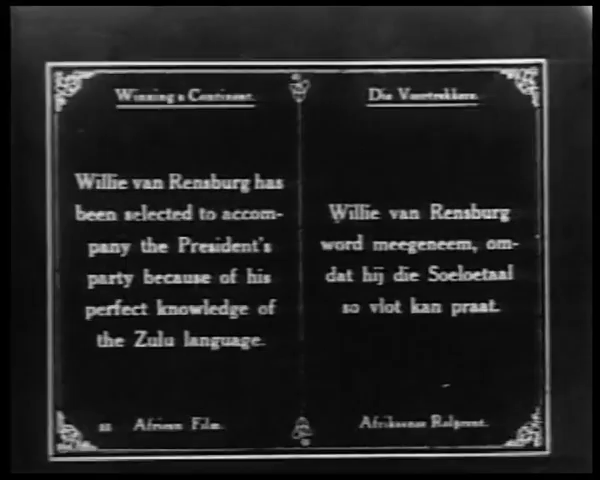 Winning a Continent.
Willie van Rensburg has
been selected to accom-
pany the President's
party because of his
perfect knowledge of
the Zulu language.
African Film.
Die Voortrekkers.
Willie van Rensburg
word meegeneem, om-
dat hij die Soeloetaal
so vlot kan praat.
Afrikaanse Rolprent.